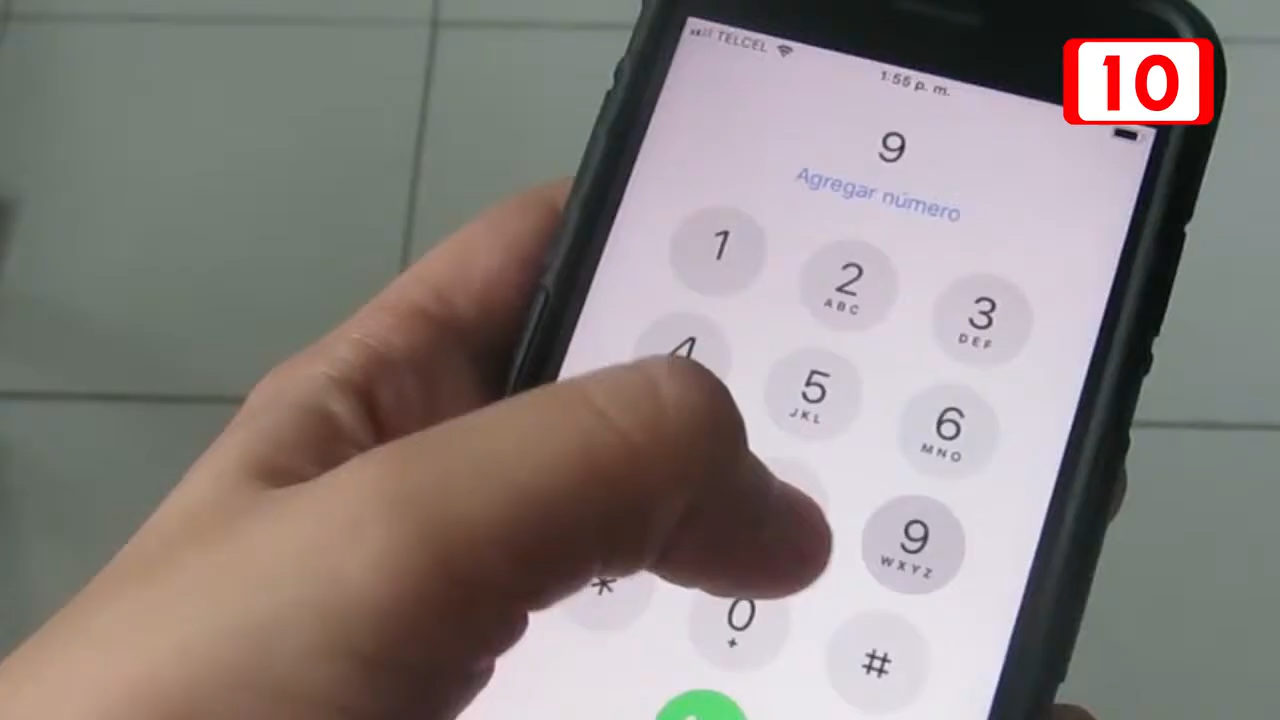 TELCEL
1:55 p. m.
10
9
Agregar número
1
2
ABC
3
DEF
4
5
JKL
6
MNO
9
WXYZ
*
0
+
#